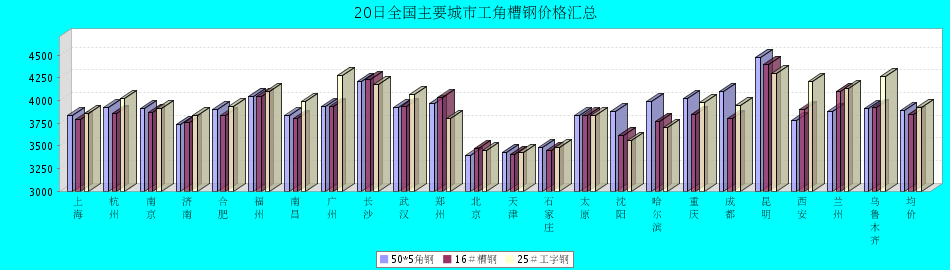 20日全国主要城市工角槽钢价格汇总
4500
4250
4000
3750
3500
3250
3000
上海 杭州 南京 济南 合肥 福州 南昌 广州 长沙 武汉 郑州 北京 天津 石家庄 太原 沈阳 哈尔滨 重庆 成都 昆明 西安 兰州 乌鲁木齐 均价
50*5角钢 16#槽钢 25#工字钢